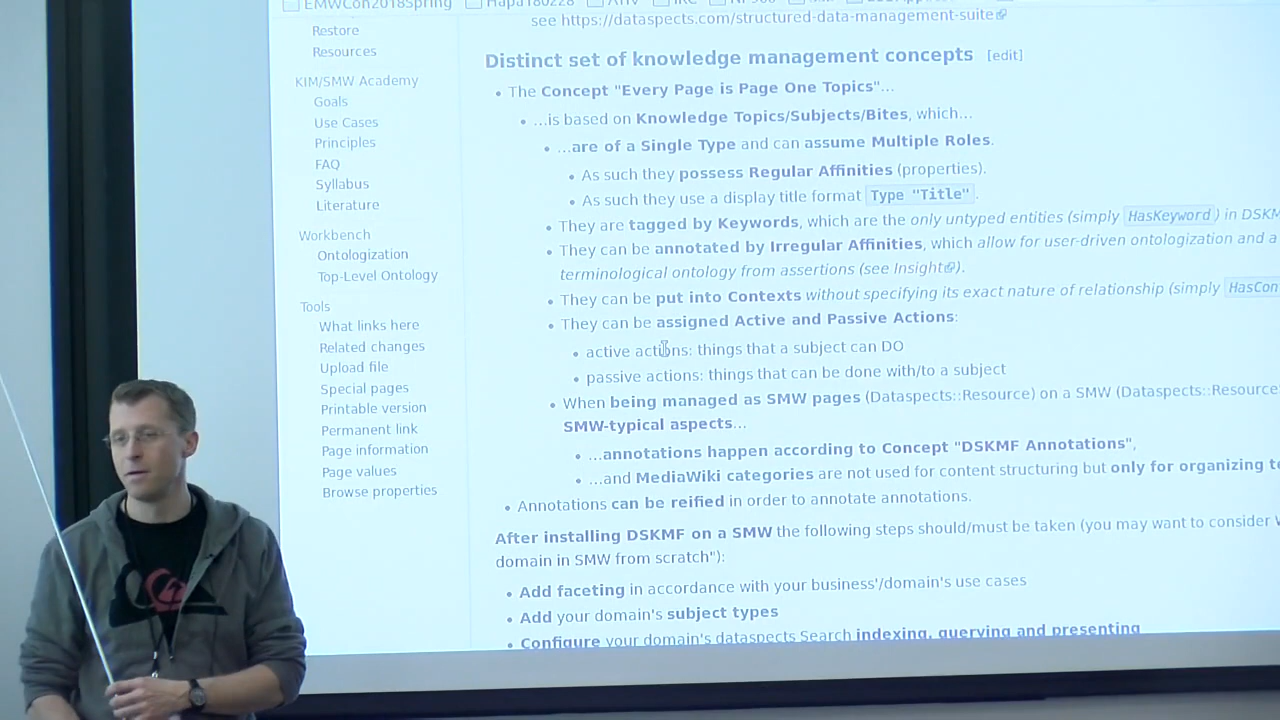 EMWCon2018Spring
Hapa180228
see https://dataspects.com/structured-data-management-suite
Restore
Resources
KIM/SMW Academy
Goals
Use Cases
Principles
FAQ
Syllabus
Literature
Workbench
Ontologization
Top-Level Ontology
Tools
What links here
Related changes
Upload file
Special pages
Printable version
Permanent link
Page information
Page values
Browse properties
Distinct set of knowledge management concepts [edit]
The Concept "Every Page is Page One Topics"...
...is based on Knowledge Topics/Subjects/Bites, which...
...are of a Single Type and can assume Multiple Roles.
As such they possess Regular Affinities (properties).
As such they use a display title format Type "Title".
They are tagged by Keywords, which are the only untyped entities (simply HasKeyword) in DSKM
They can be annotated by Irregular Affinities, which allow for user-driven ontologization and a
terminological ontology from assertions (see Insight).
They can be put into Contexts without specifying its exact nature of relationship (simply HasCon
They can be assigned Active and Passive Actions:
active actions: things that a subject can DO
passive actions: things that can be done with/to a subject
When being managed as SMW pages (Dataspects::Resource) on a SMW (Dataspects::Resource
SMW-typical aspects...
...annotations happen according to Concept "DSKMF Annotations",
...and MediaWiki categories are not used for content structuring but only for organizing te
Annotations can be reified in order to annotate annotations.
After installing DSKMF on a SMW the following steps should/must be taken (you may want to consider
domain in SMW from scratch"):
Add faceting in accordance with your business'/domain's use cases
Add your domain's subject types
Configure your domain's dataspects Search indexing, querying and presenting